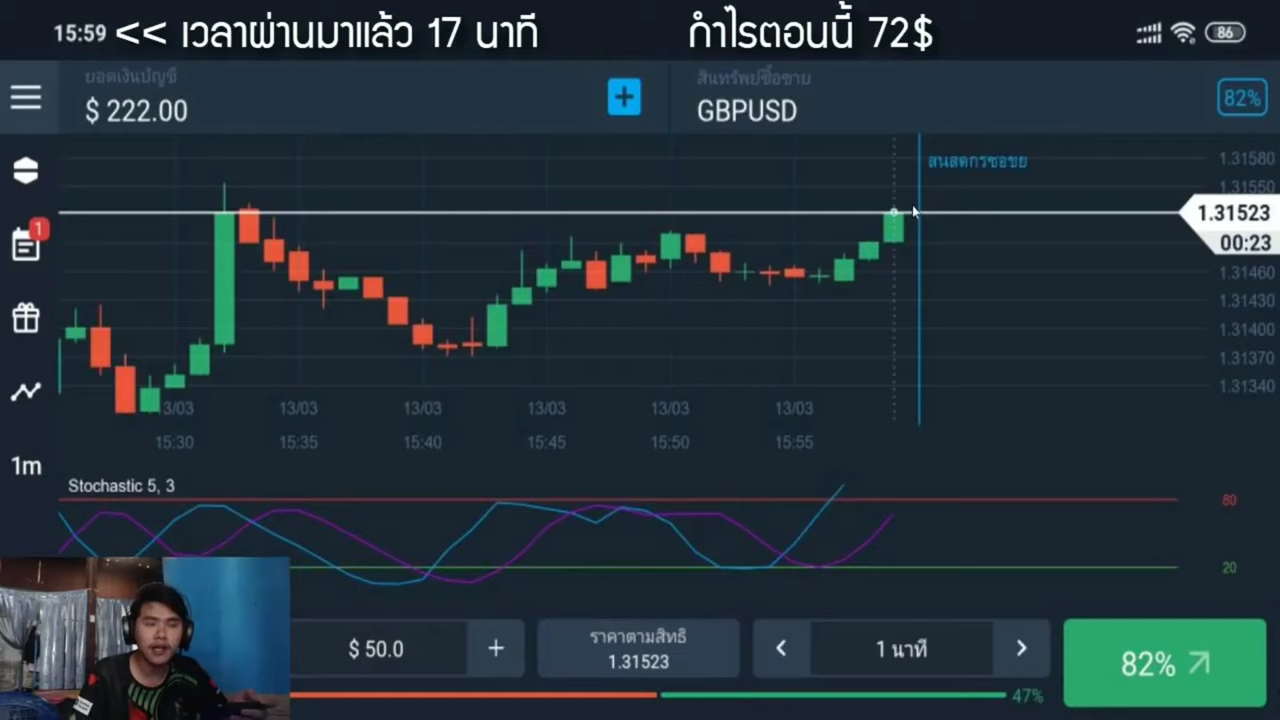 15:59 << เวลาผ่านมาแล้ว 17 นาที กำไรตอนนี้ 72$ 86
ยอดเงินบัญชี สินทรัพย์ซื้อขาย
$ 222.00 + GBPUSD 82%
1.31580
1.31550
1.31523
1
00:23
1.31460
1.31430
1.31400
1.31370
1.31340
13/03 13/03 13/03 13/03 13/03
15:30 15:35 15:40 15:45 15:50 15:55
1m
Stochastic 5, 3
80
20
ราคาตามสิทธิ
$ 50.0 + 1.31523 < 1 นาที > 82%
47%